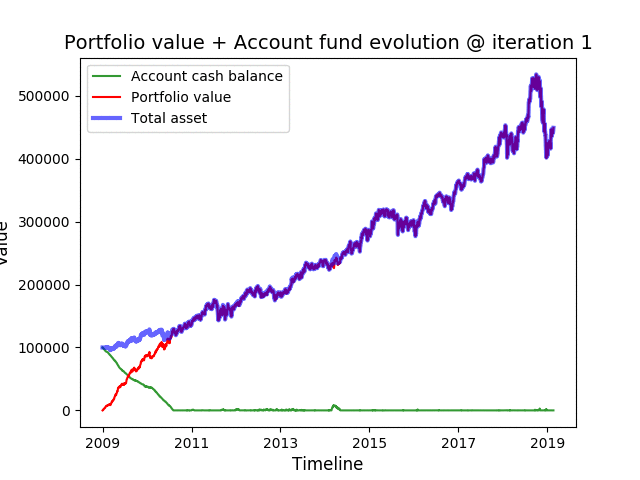 Portfolio value + Account fund evolution @ iteration 1
Account cash balance
Portfolio value
Total asset
500000
400000
300000
200000
100000
0
2009
2011
2013
2015
2017
2019
Timeline